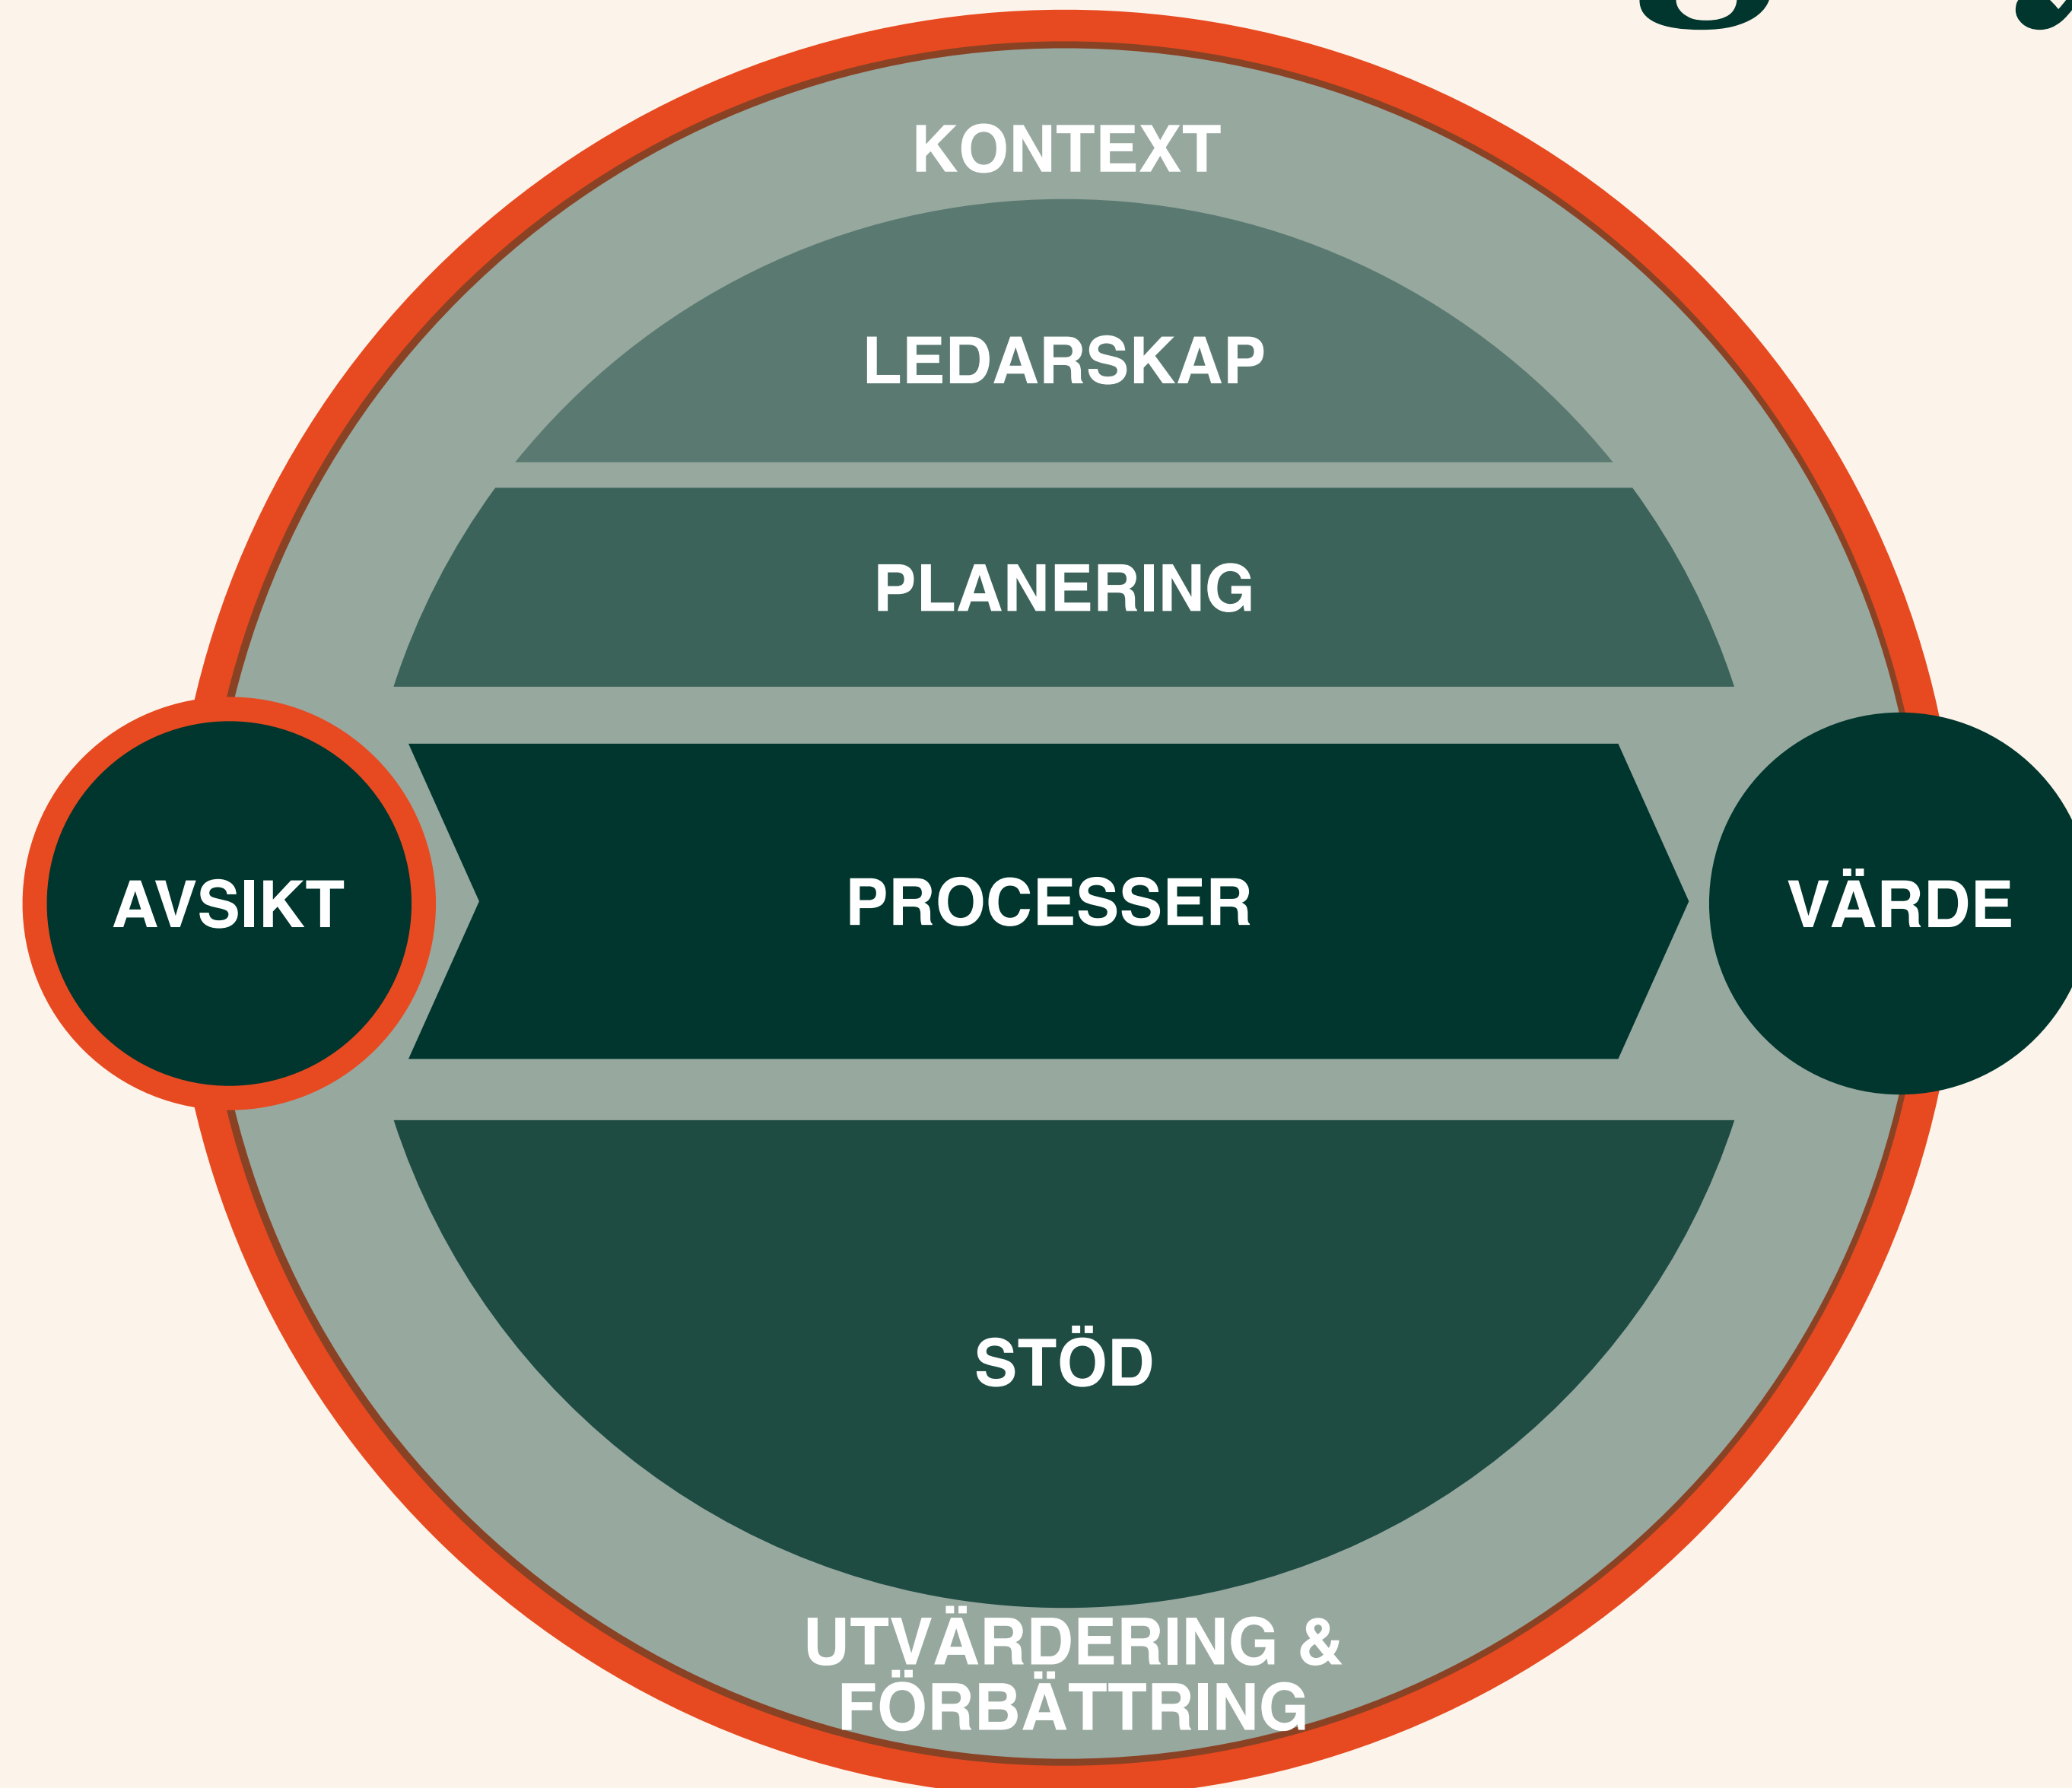 KONTEXT
LEDARSKAP
PLANERING
AVSIKT
PROCESSER
VÄRDE
STÖD
UTVÄRDERING &
FÖRBÄTTRING